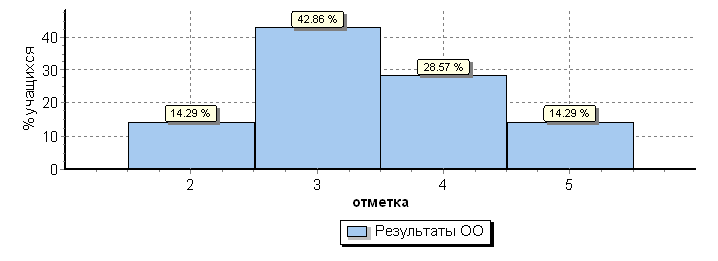 % учащихся
40
30
20
10
0
14.29 %
42.86 %
28.57 %
14.29 %
2 3 4 5
отметка
Результаты ОО